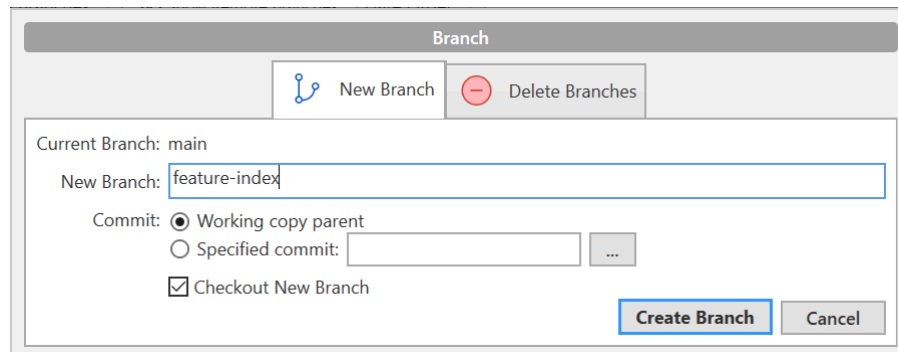 Branch
New Branch
Delete Branches
Current Branch: main
New Branch: feature-index
Commit: Working copy parent
Specified commit: ...
Checkout New Branch
Create Branch Cancel